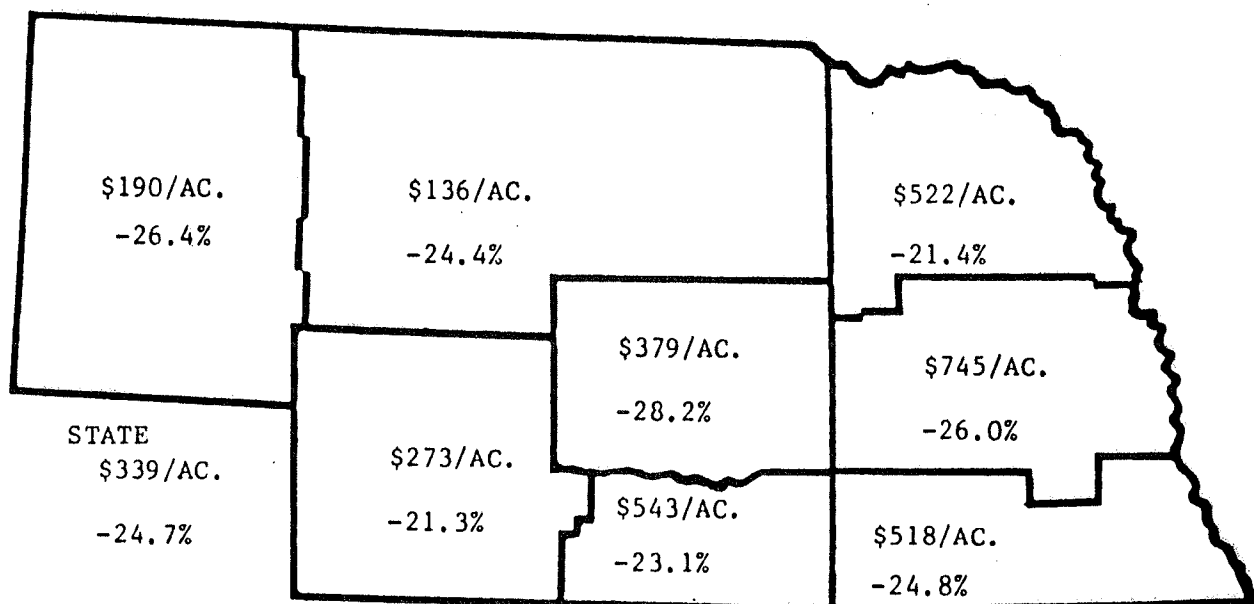 $190/AC.
-26.4%
$136/AC.
-24.4%
$522/AC.
-21.4%
$379/AC.
-28.2%
$745/AC.
-26.0%
STATE
$339/AC.
-24.7%
$273/AC.
-21.3%
$543/AC.
-23.1%
$518/AC.
-24.8%